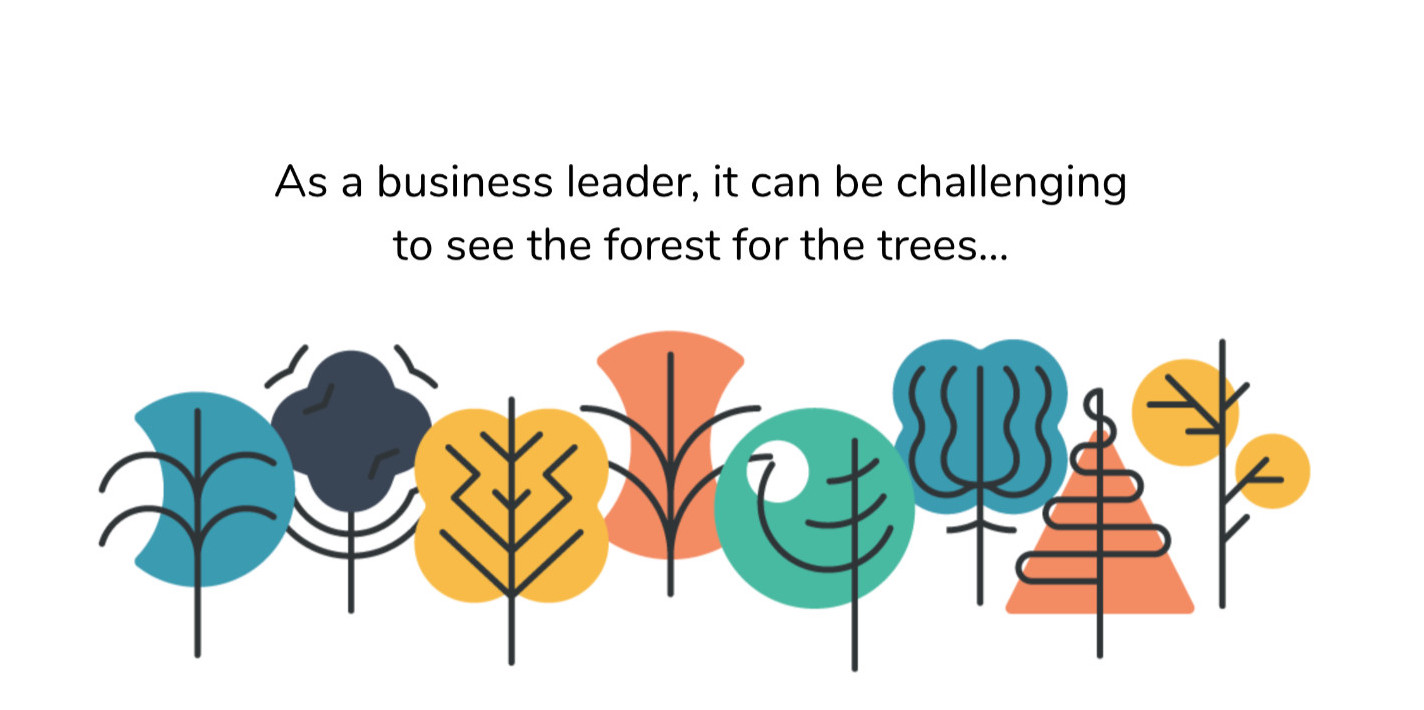 As a business leader, it can be challenging
to see the forest for the trees...